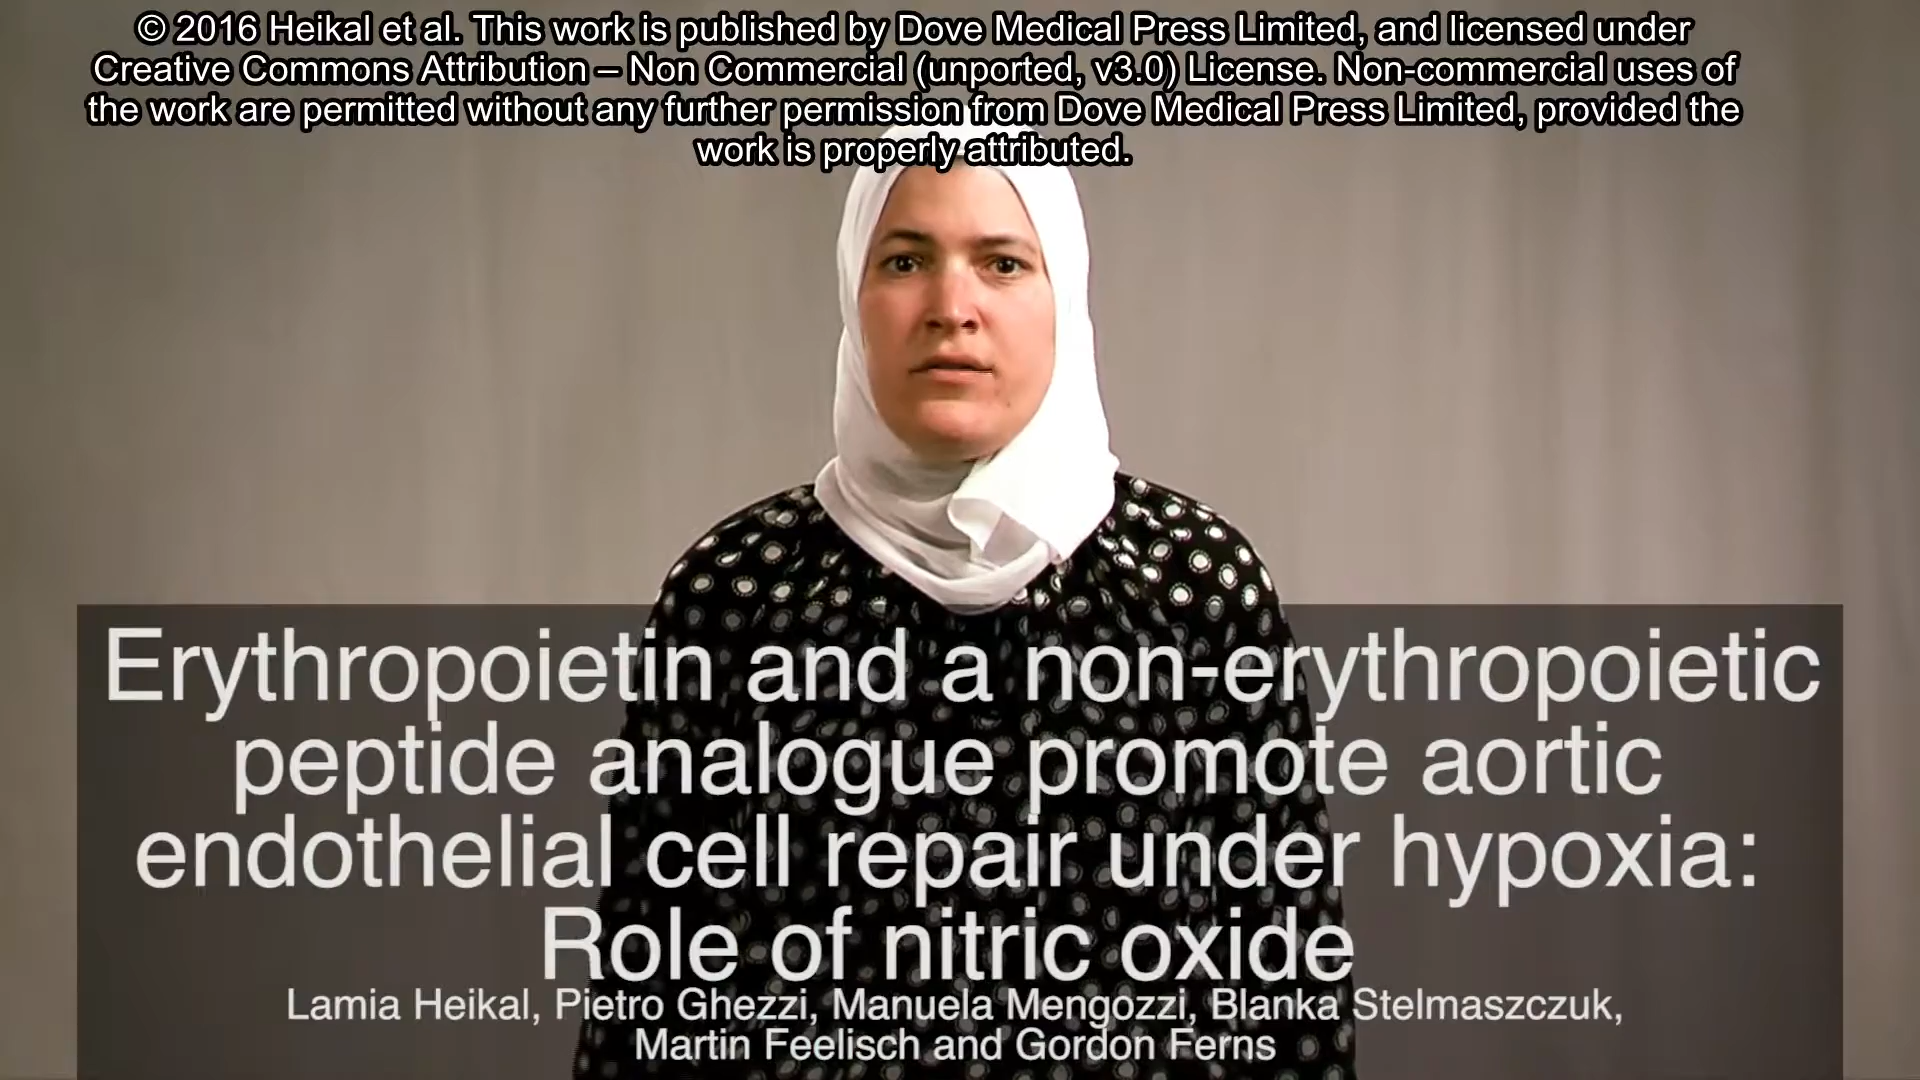 © 2016 Heikal et al. This work is published by Dove Medical Press Limited, and licensed under
Creative Commons Attribution – Non Commercial (unported, v3.0) License. Non-commercial uses of
the work are permitted without any further permission from Dove Medical Press Limited, provided the
work is properly attributed.
Erythropoietin and a non-erythropoietic
peptide analogue promote aortic
endothelial cell repair under hypoxia:
Role of nitric oxide
Lamia Heikal, Pietro Ghezzi, Manuela Mengozzi, Blanka Stelmaszczuk,
Martin Feelisch and Gordon Ferns